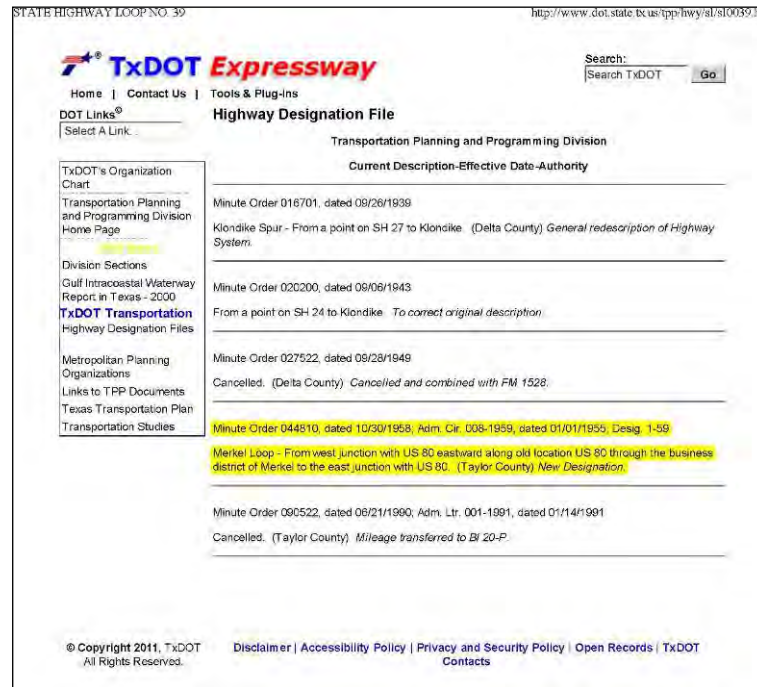 STATE HIGHWAY LOOP NO. 39
http://www.dot.state.tx.us/tpp/hwy/sl/sl0039.
TxDOT Expressway
Search:
Search TxDOT Go
Home | Contact Us | Tools & Plug-ins
DOT Links©
Select A Link...
TxDOT's Organization
Chart
Transportation Planning
and Programming Division
Home Page
Division Sections
Gulf Intracoastal Waterway
Report in Texas - 2000
TxDOT Transportation
Highway Designation Files
Metropolitan Planning
Organizations
Links to TPP Documents
Texas Transportation Plan
Transportation Studies
Highway Designation File
Transportation Planning and Programming Division
Current Description-Effective Date-Authority
Minute Order 016701, dated 09/26/1939
Klondike Spur - From a point on SH 27 to Klondike. (Delta County) General redescription of Highway
System.
Minute Order 020200, dated 09/06/1943
From a point on SH 24 to Klondike. To correct original description.
Minute Order 027522, dated 09/28/1949
Cancelled. (Delta County) Cancelled and combined with FM 1528.
Minute Order 044810, dated 10/30/1958; Adm. Cir. 008-1959, dated 01/01/1955; Desig. 1-59
Merkel Loop - From west junction with US 80 eastward along old location US 80 through the business
district of Merkel to the east junction with US 80. (Taylor County) New Designation.
Minute Order 090522, dated 06/21/1990; Adm. Ltr. 001-1991, dated 01/14/1991
Cancelled. (Taylor County) Mileage transferred to BI 20-P.
© Copyright 2011, TxDOT
All Rights Reserved.
Disclaimer | Accessibility Policy | Privacy and Security Policy | Open Records | TxDOT
Contacts